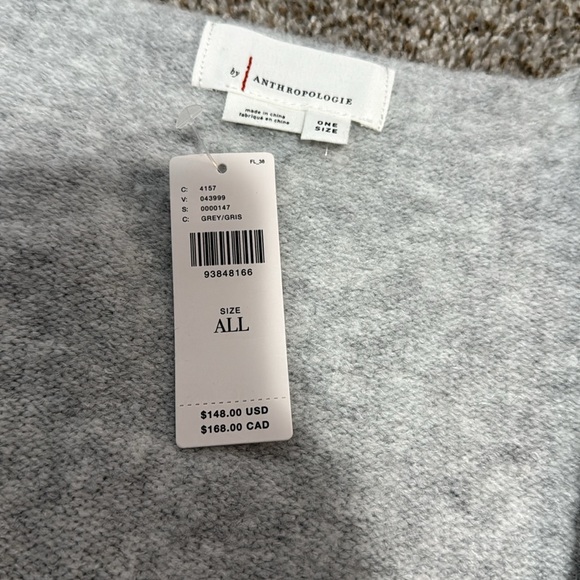 by ANTHROPOLOGIE
made in china
fabriqué en chine
ONE
SIZE
FL_36
C: 4157
V: 043999
S: 0000147
C: GREY/GRIS
93848166
SIZE
ALL
$148.00 USD
$168.00 CAD